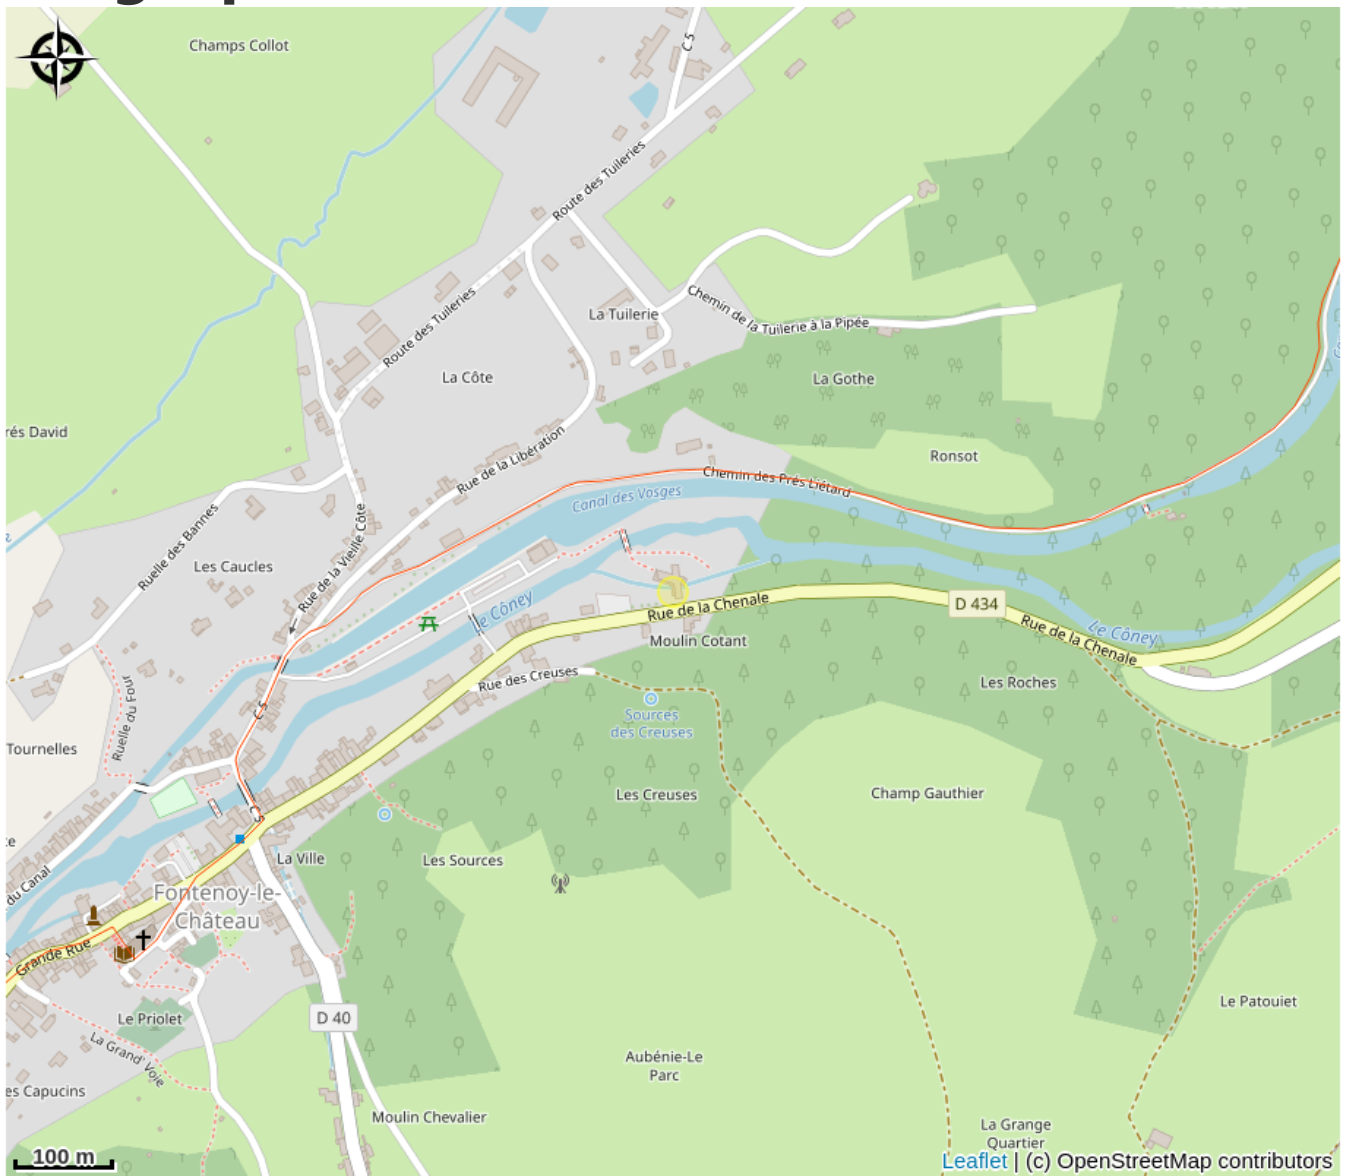 Champs Collot
C 5
Route des Tuileries
Chemin de la Tuilerie à la Pipée
La Tuilerie
Route des Tuileries
La Côte
La Gothe
rés David
Rue de la Libération
Ronsot
Chemin des Prés Liétard
Canal des Vosges
Ruelle des Bannes
Rue de la Vieille Côte
Les Caucles
Le Côney
Rue de la Chenale
D 434
Rue de la Chenale
Le Côney
Moulin Cotant
Rue des Creuses
Les Roches
Ruelle du Four
C 5
Sources
des Creuses
Tournelles
Les Creuses
Champ Gauthier
C 5
La Ville
Les Sources
du Canal
Fontenoy-le-
Château
Grande Rue
Le Patouiet
Le Priolet
D 40
La Grand' Voie
Aubénie-Le
Parc
es Capucins
Moulin Chevalier
La Grange
Quartier
100 m
Leaflet | (c) OpenStreetMap contributors